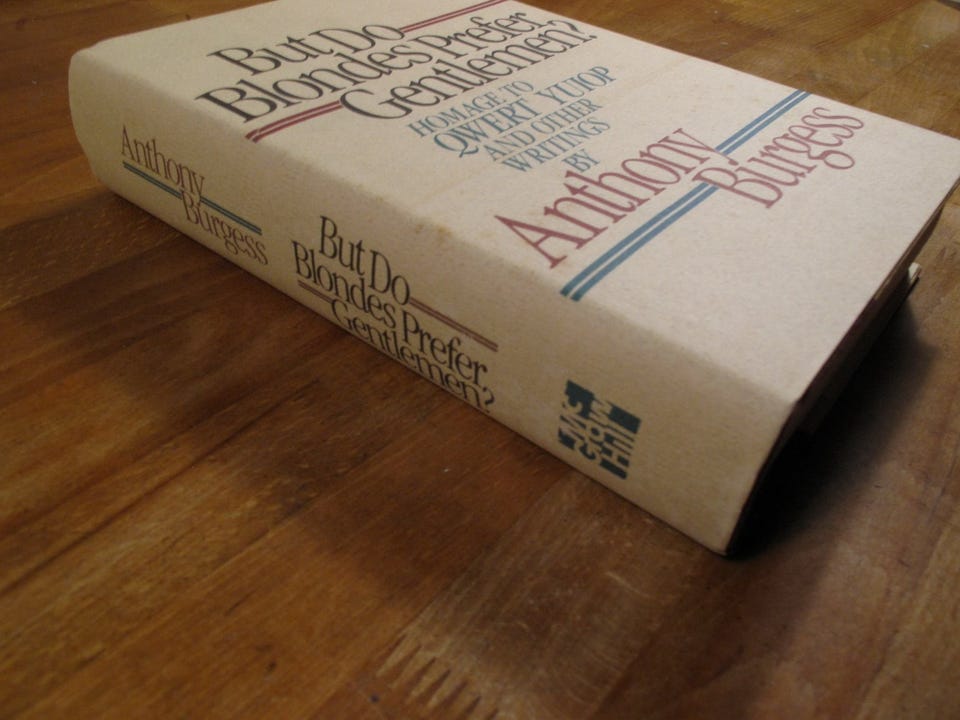 But Do
Blondes Prefer
Gentlemen?
HOMAGE TO
QWERT YUIOP
AND OTHER
WRITINGS
BY
Anthony
Burgess
Anthony
Burgess
But Do
Blondes Prefer
Gentlemen?